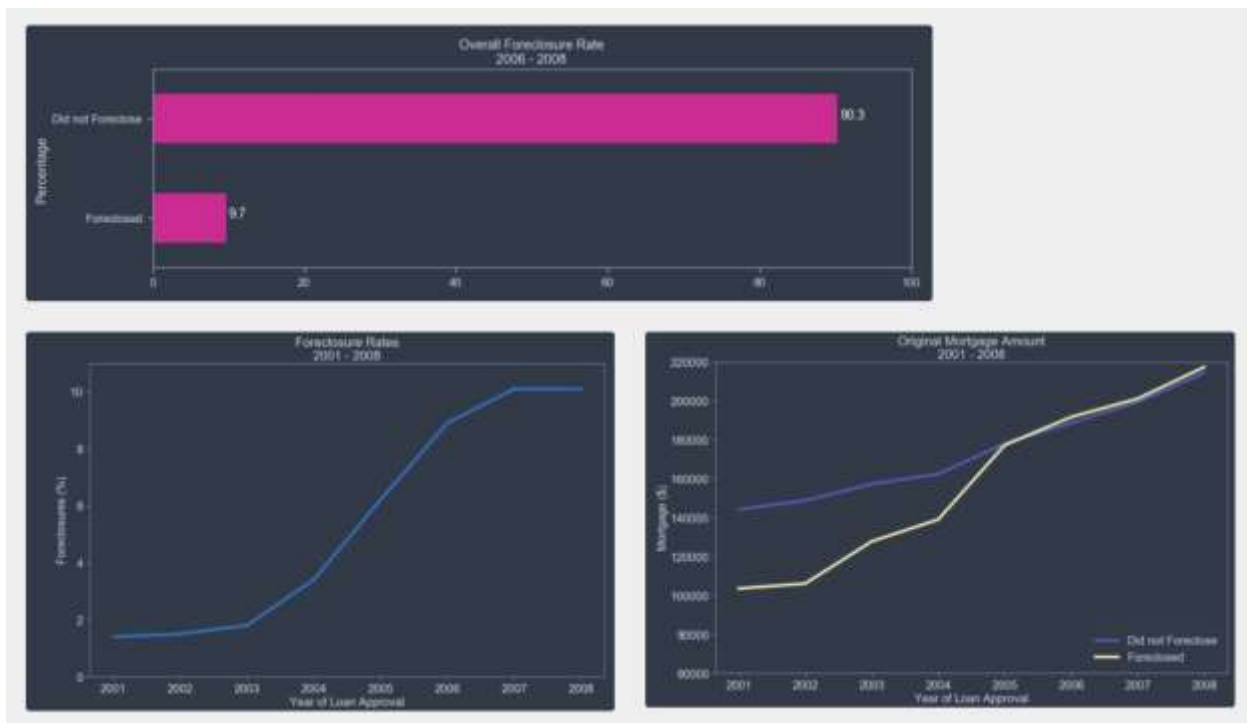 Overall Foreclosure Rate
2006 - 2008
Percentage
Did not Foreclose
90.3
Foreclosed
9.7
0 20 40 60 80 100
Foreclosure Rates
2001 - 2008
Foreclosures (%)
10
8
6
4
2
0
2001 2002 2003 2004 2005 2006 2007 2008
Year of Loan Approval
Original Mortgage Amount
2001 - 2008
Mortgage ($)
200000
180000
160000
140000
120000
100000
80000
Did not Foreclose
Foreclosed
2001 2002 2003 2004 2005 2006 2007 2008
Year of Loan Approval